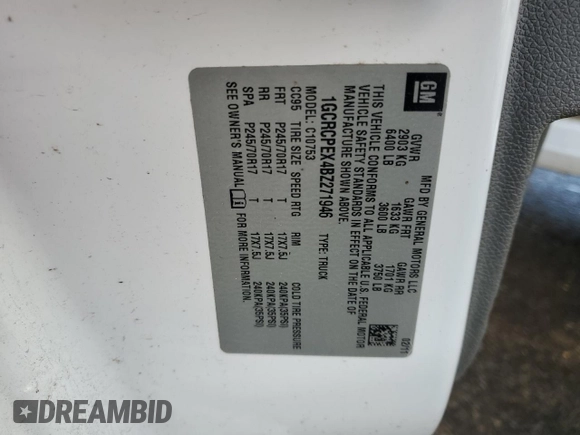 GM
MFD BY GENERAL MOTORS LLC
GVWR GAWR FRT GAWR RR
2903 KG 1633 KG 1701 KG
6400 LB 3600 LB 3750 LB
THIS VEHICLE CONFORMS TO ALL APPLICABLE U.S. FEDERAL MOTOR
VEHICLE SAFETY STANDARDS IN EFFECT ON THE DATE OF
MANUFACTURE SHOWN ABOVE.
02/11
1GCRCPEX4BZ271946 TYPE: TRUCK
MODEL: C10753
CC95 TIRE SIZE SPEED RTG RIM COLD TIRE PRESSURE
FRT P245/70R17 T 17X7.5J 240KPA(35PSI)
RR P245/70R17 T 17X7.5J 240KPA(35PSI)
SPA P245/70R17 T 17X7.5J 240KPA(35PSI)
SEE OWNER'S MANUAL FOR MORE INFORMATION.
DREAMBID